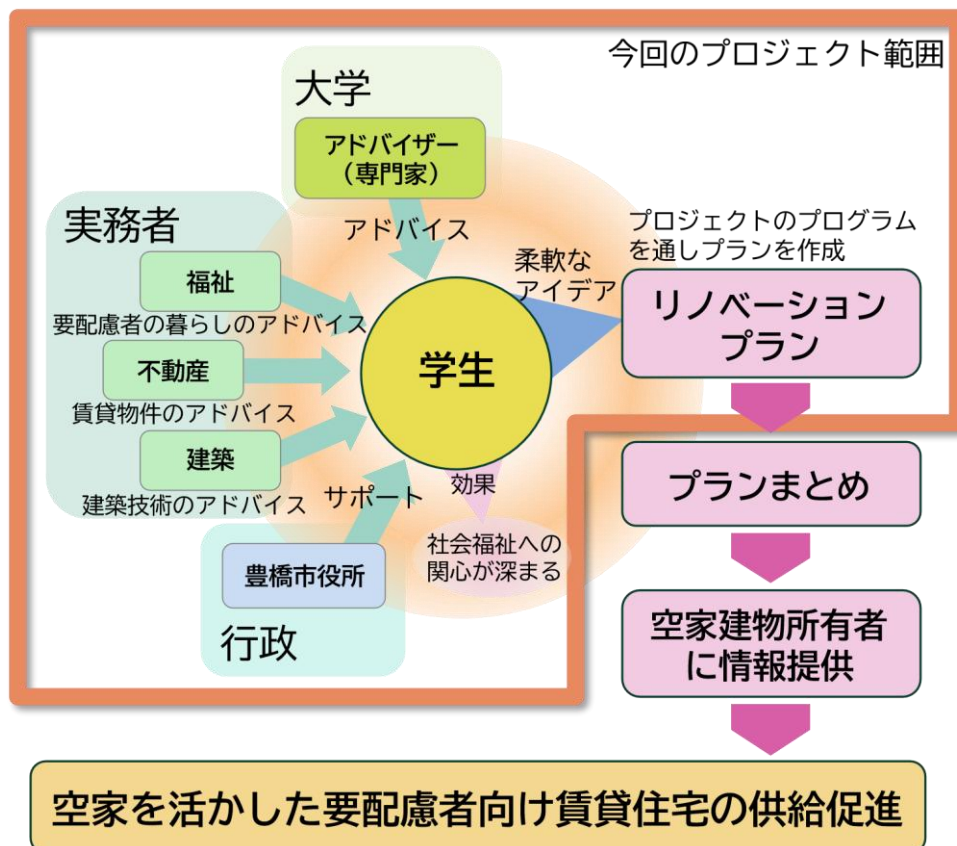 今回のプロジェクト範囲
大学
アドバイザー
（専門家）
アドバイス
実務者
福祉
要配慮者の暮らしのアドバイス
不動産
賃貸物件のアドバイス
建築
建築技術のアドバイス
サポート
豊橋市役所
行政
学生
柔軟な
アイデア
効果
社会福祉への
関心が深まる
プロジェクトのプログラム
を通しプランを作成
リノベーション
プラン
プランまとめ
空家建物所有者
に情報提供
空家を活かした要配慮者向け賃貸住宅の供給促進